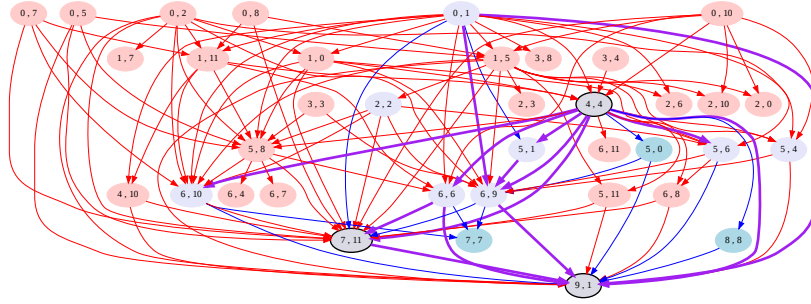 0, 7 0, 5 0, 2 0, 8 0, 1 0, 10
1, 7 1, 11 1, 0 1, 5 3, 8 3, 4
3, 3 2, 2 2, 3 4, 4 2, 6 2, 10 2, 0
5, 8 5, 1 6, 11 5, 0 5, 6 5, 4
4, 10 6, 10 6, 4 6, 7 6, 6 6, 9 5, 11 6, 8
7, 11 7, 7 8, 8
9, 1